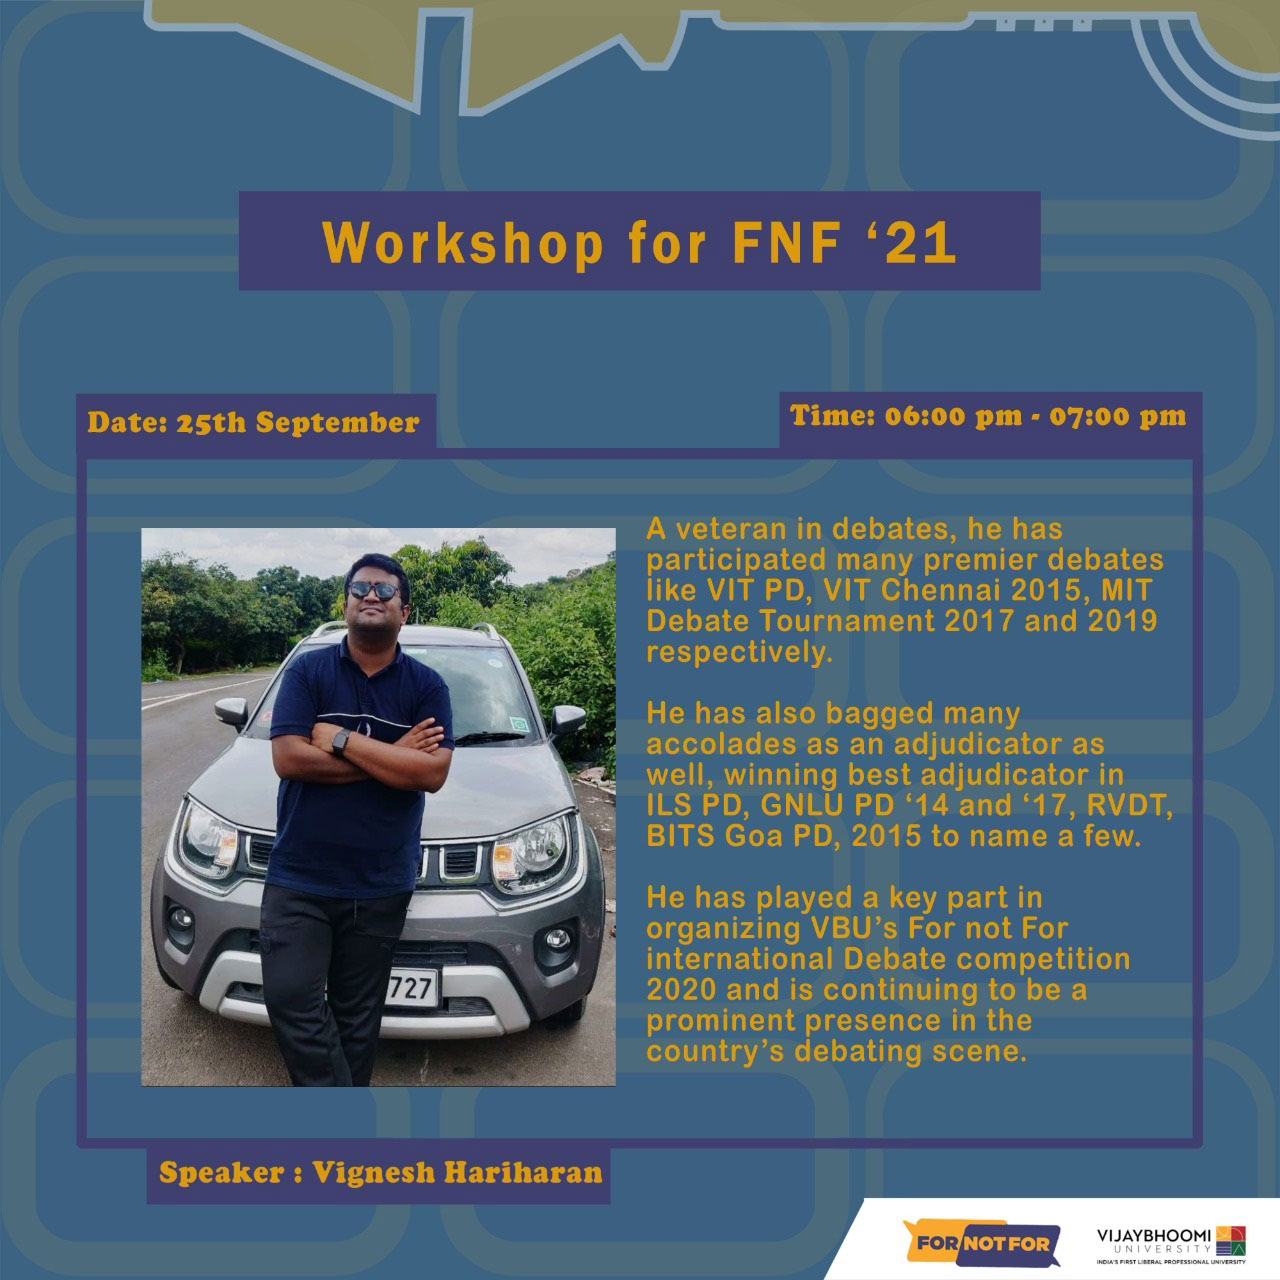 Workshop for FNF ‘21
Date: 25th September
Time: 06:00 pm - 07:00 pm
A veteran in debates, he has
participated many premier debates
like VIT PD, VIT Chennai 2015, MIT
Debate Tournament 2017 and 2019
respectively.
He has also bagged many
accolades as an adjudicator as
well, winning best adjudicator in
ILS PD, GNLU PD ‘14 and ‘17, RVDT,
BITS Goa PD, 2015 to name a few.
He has played a key part in
organizing VBU’s For not For
international Debate competition
2020 and is continuing to be a
prominent presence in the
country’s debating scene.
727
Speaker : Vignesh Hariharan
FOR NOT FOR
VIJAYBHOOMI
UNIVERSITY
INDIA'S FIRST LIBERAL PROFESSIONAL UNIVERSITY